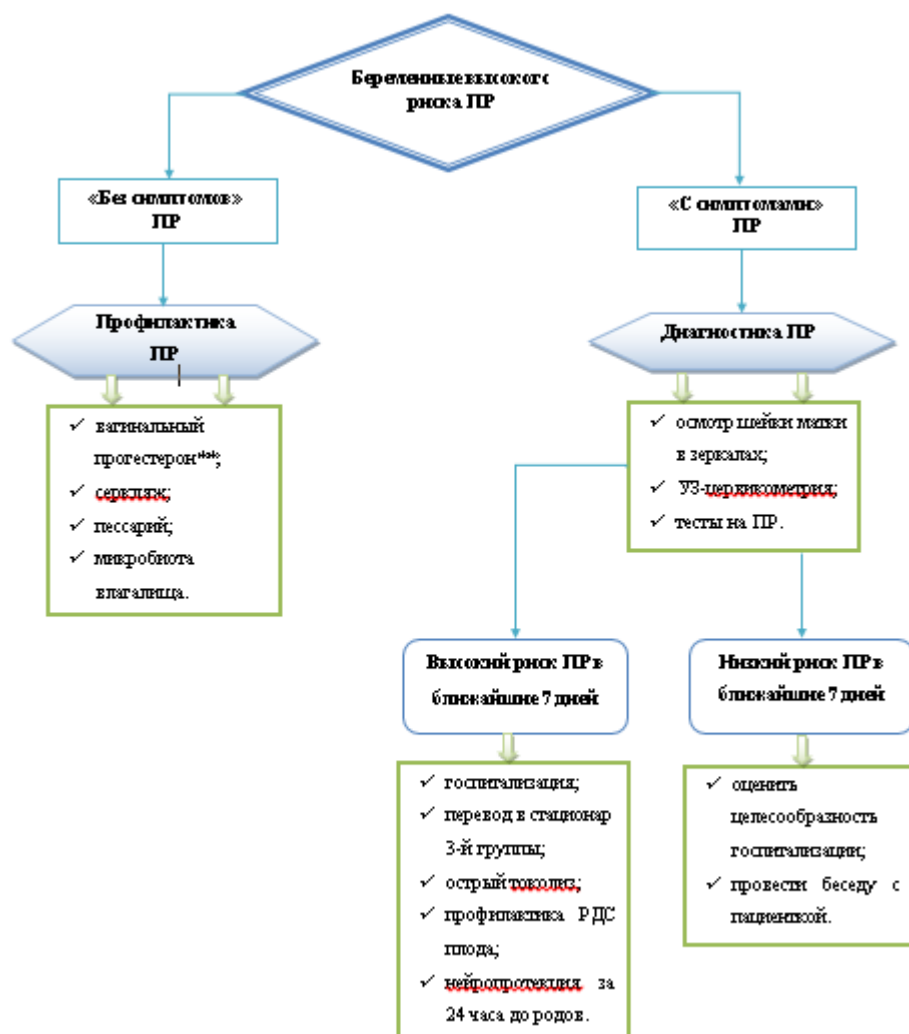 Беременные высокого
риска ПР
«Без симптомов»
ПР
«С симптомами»
ПР
Профилактика
ПР
Диагностика ПР
✓ вагинальный
прогестерон***;
✓ серкляж;
✓ пессарий;
✓ микробиота
влагалища.
✓ осмотр шейки матки
в зеркалах;
✓ УЗ-цервикометрия;
✓ тесты на ПР.
Высокий риск ПР в
ближайшие 7 дней
Низкий риск ПР в
ближайшие 7 дней
✓ госпитализация;
✓ перевод в стационар
3-й группы;
✓ острый токолиз;
✓ профилактика РДС
плода;
✓ нейропротекция за
24 часа до родов.
✓ оценить
целесообразность
госпитализации;
✓ провести беседу с
пациенткой.